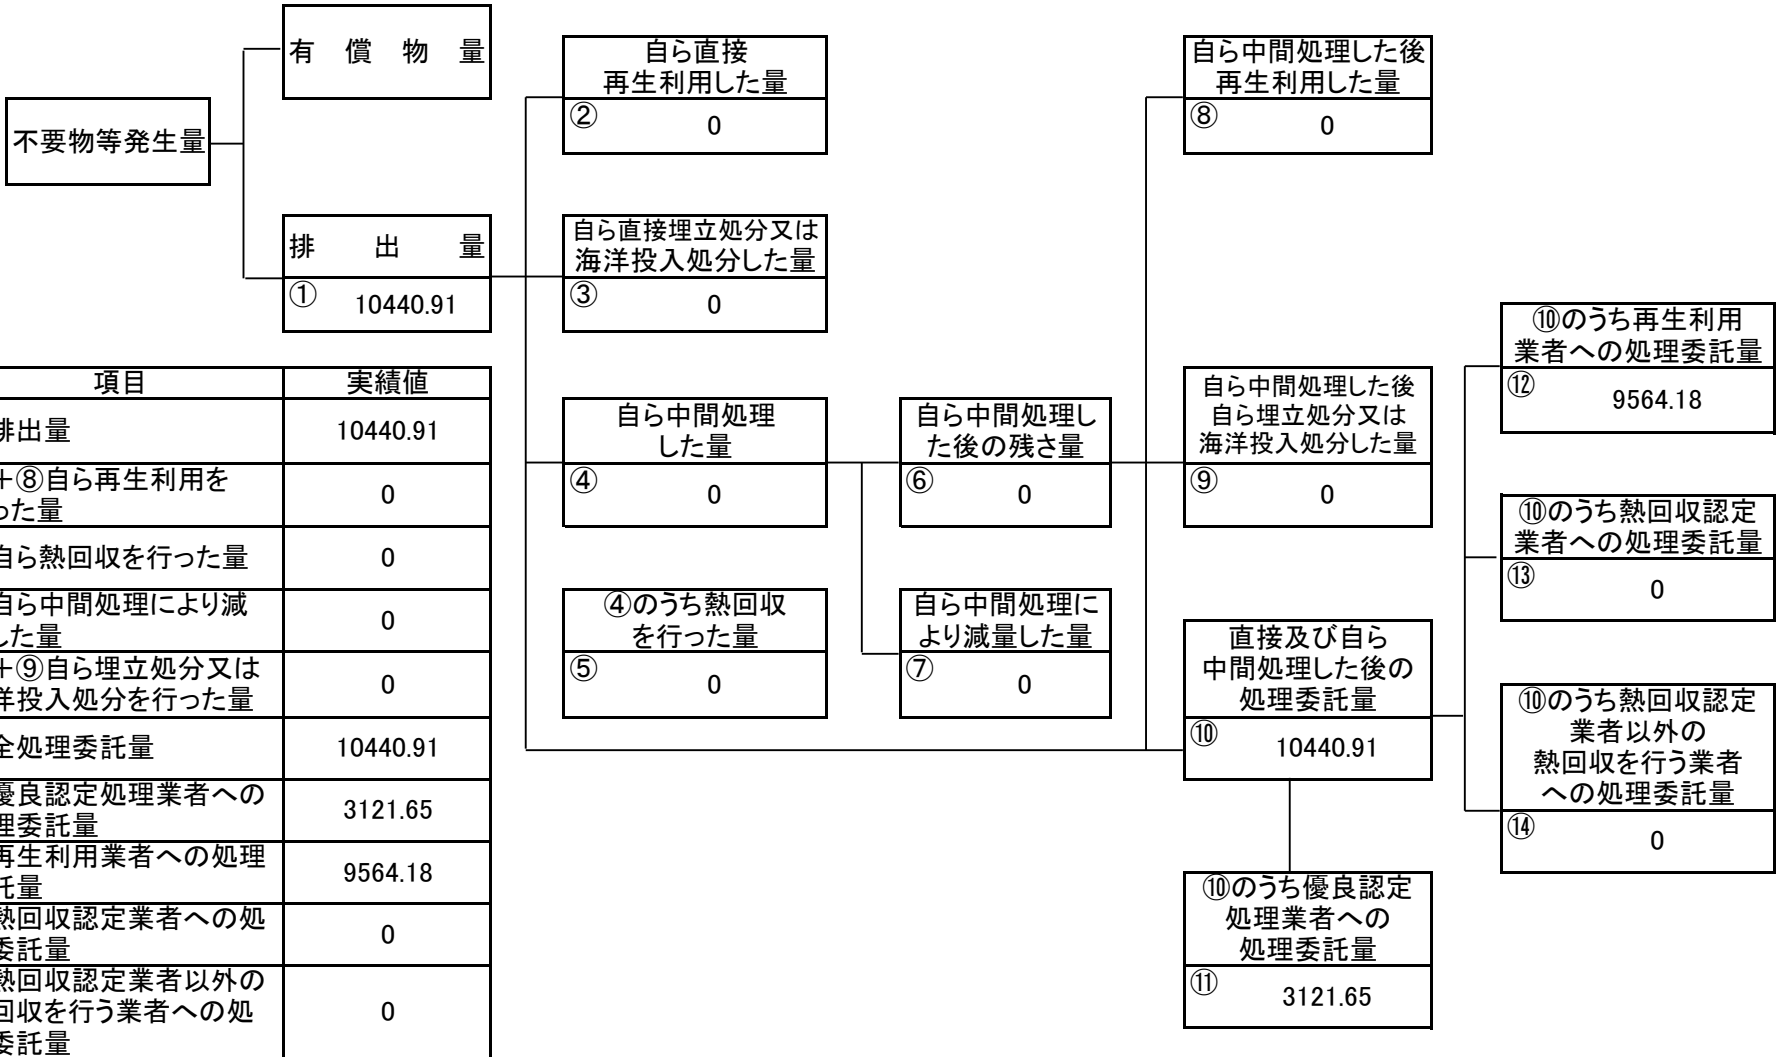 有償物量
不要物等発生量
排出量
① 10440.91
自ら直接
再生利用した量
② 0
自ら直接埋立処分又は
海洋投入処分した量
③ 0
自ら中間処理
した量
④ 0
④のうち熱回収
を行った量
⑤ 0
自ら中間処理し
た後の残さ量
⑥ 0
自ら中間処理に
より減量した量
⑦ 0
自ら中間処理した後
再生利用した量
⑧ 0
自ら中間処理した後
自ら埋立処分又は
海洋投入処分した量
⑨ 0
直接及び自ら
中間処理した後の
処理委託量
⑩ 10440.91
⑩のうち優良認定
処理業者への
処理委託量
⑪ 3121.65
⑩のうち再生利用
業者への処理委託量
⑫ 9564.18
⑩のうち熱回収認定
業者への処理委託量
⑬ 0
⑩のうち熱回収認定
業者以外の
熱回収を行う業者
への処理委託量
⑭ 0
項目 実績値
排出量 10440.91
+⑧自ら再生利用を
った量 0
自ら熱回収を行った量 0
自ら中間処理により減
した量 0
+⑨自ら埋立処分又は
洋投入処分を行った量 0
全処理委託量 10440.91
優良認定処理業者への
理委託量 3121.65
再生利用業者への処理
託量 9564.18
熱回収認定業者への処
委託量 0
熱回収認定業者以外の
回収を行う業者への処
委託量 0